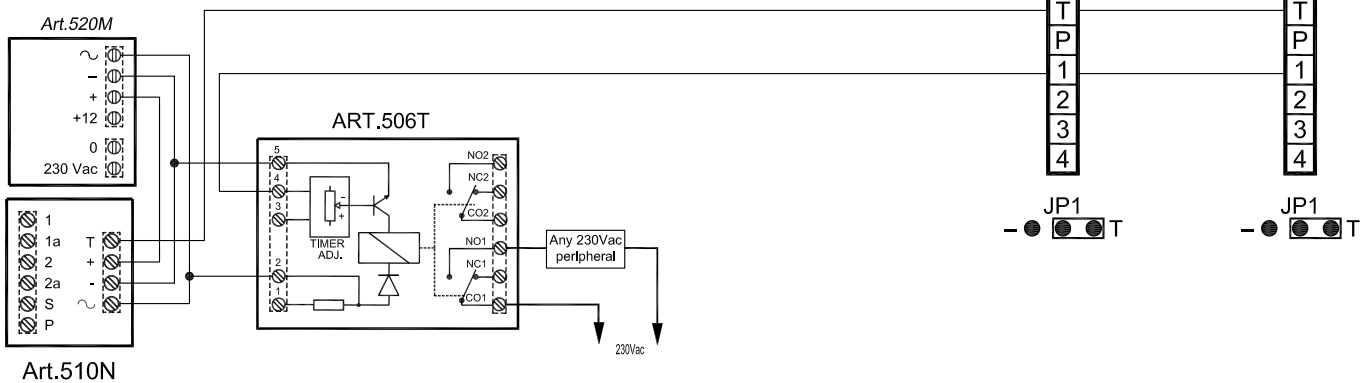 Art.520M
∿
–
+
+12
0
230 Vac
1
1a
2
2a
S
P
T
+
-
∿
Art.510N
ART.506T
5
4
3
2
1
-
+
TIMER
ADJ.
NO2
NC2
CO2
NO1
NC1
CO1
Any 230Vac
peripheral
230Vac
T
P
1
2
3
4
JP1
– T
T
P
1
2
3
4
JP1
– T